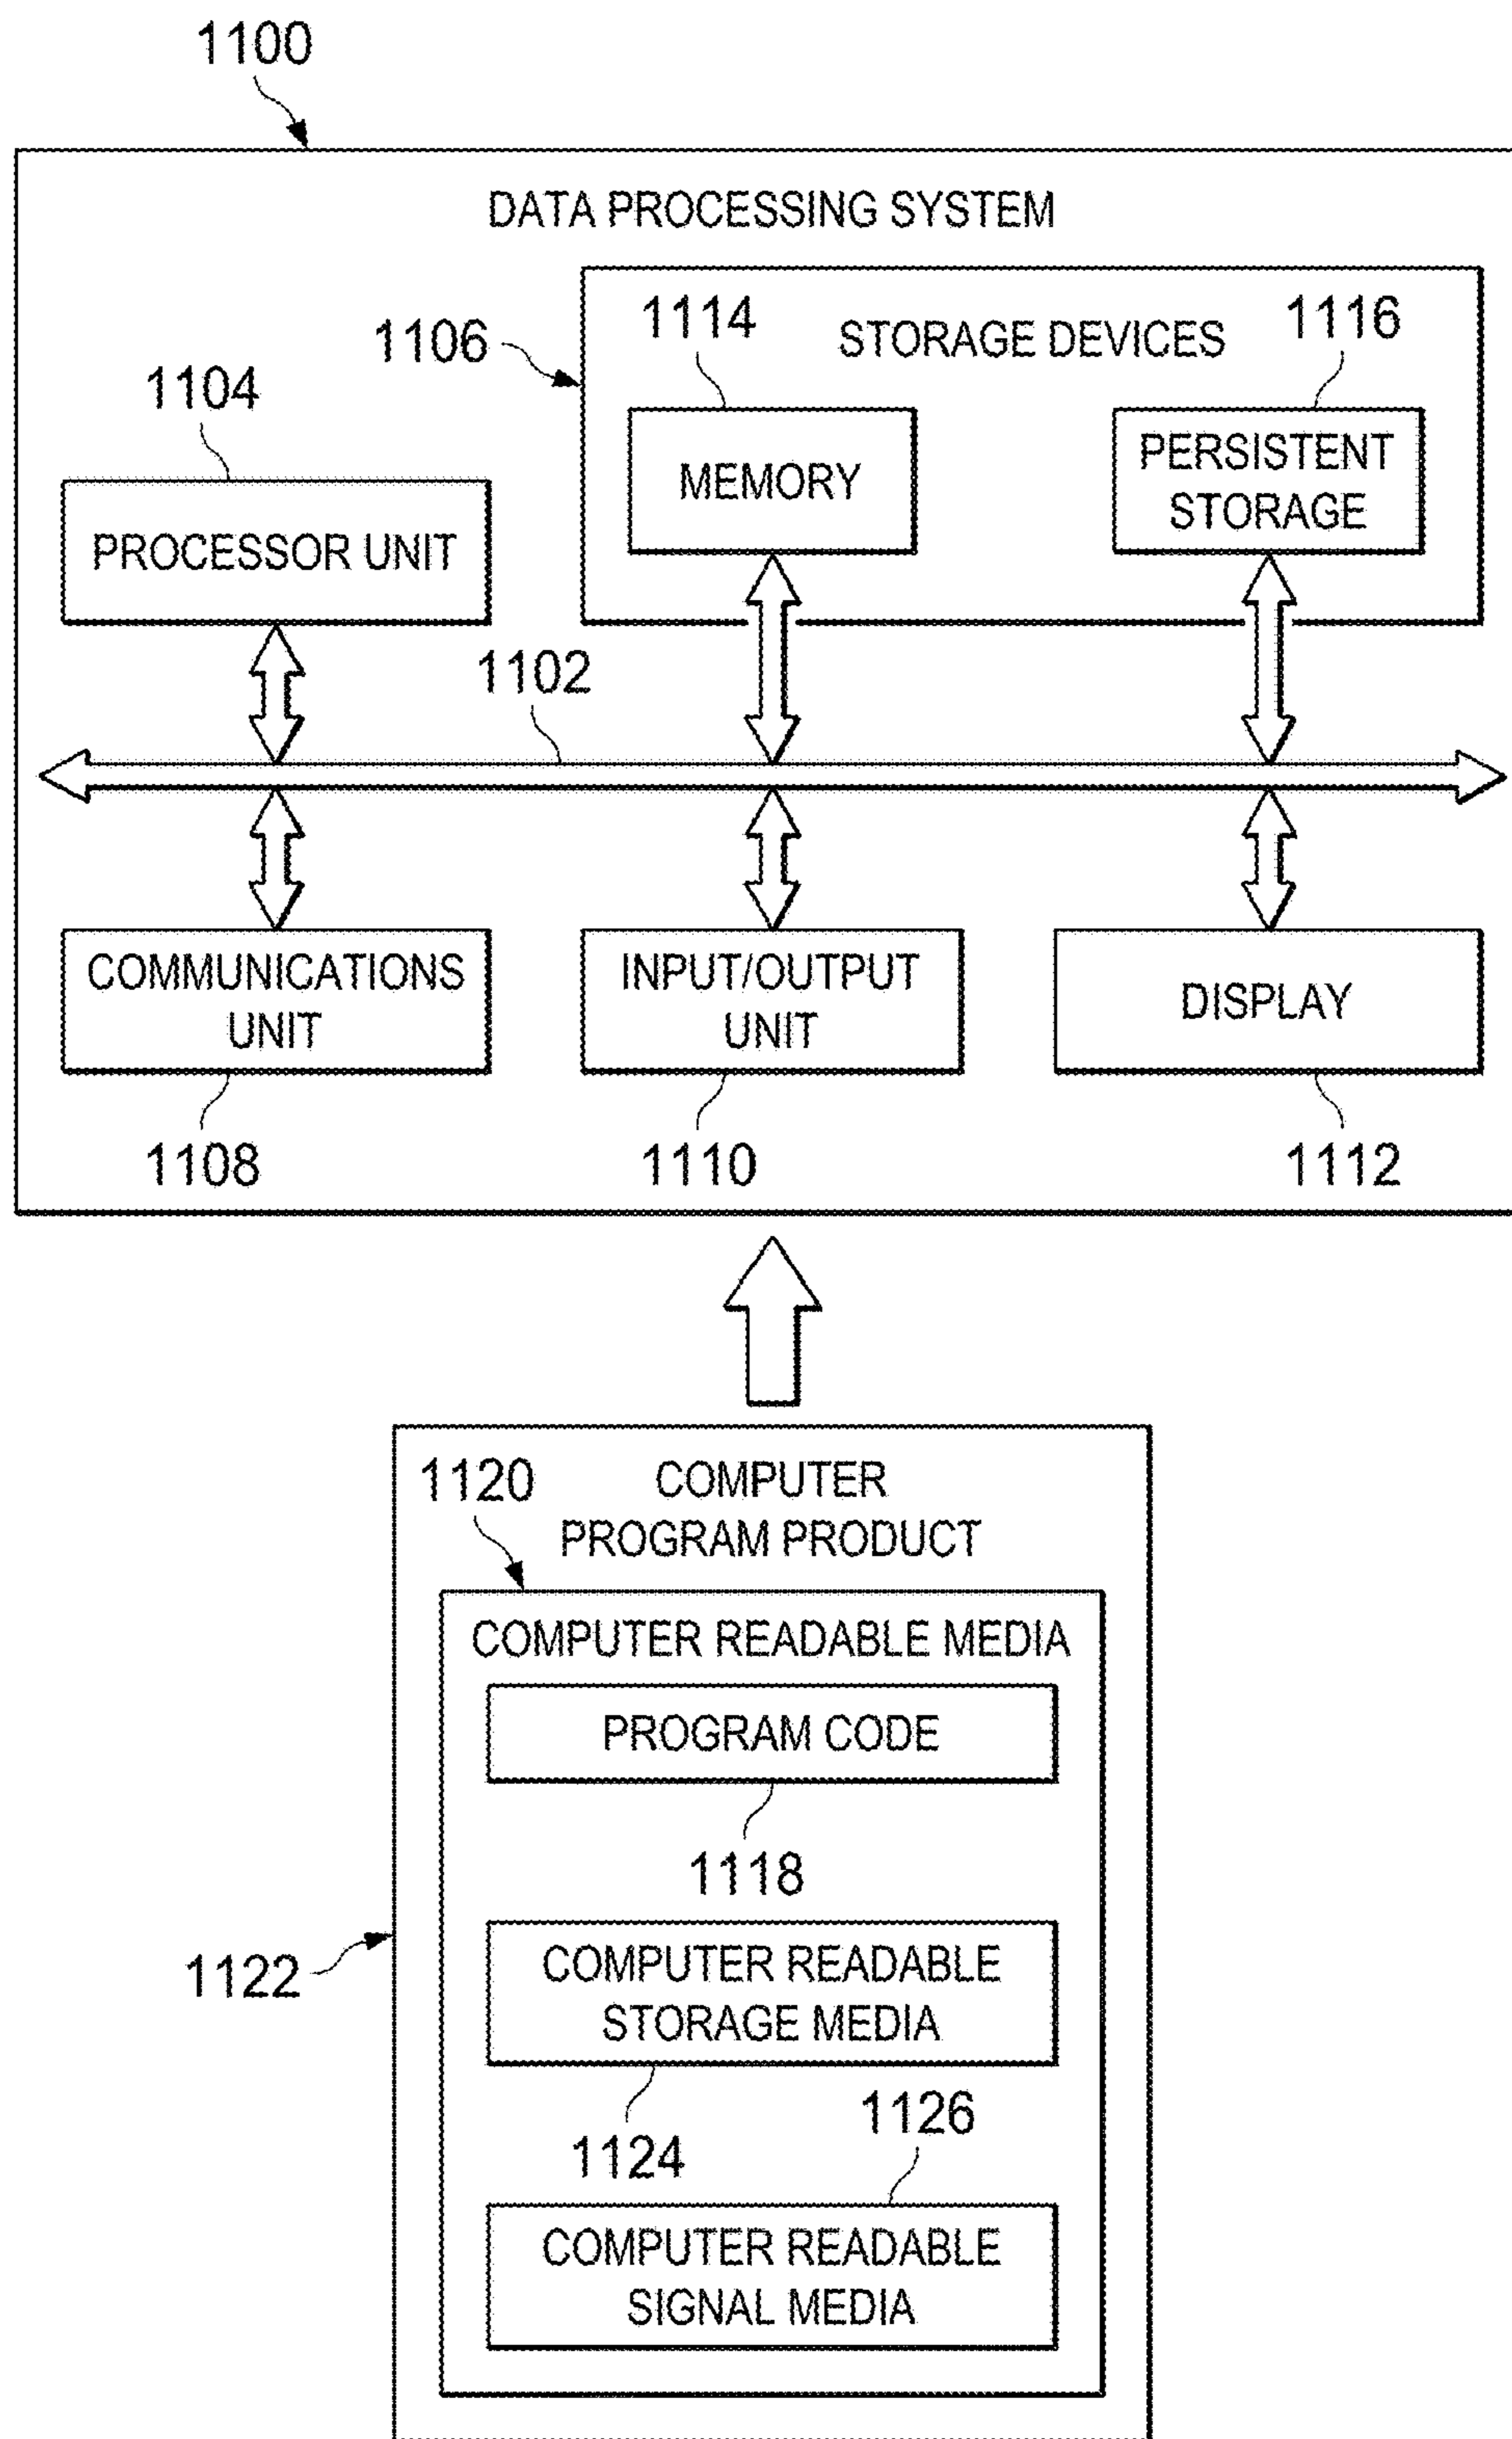 1100
DATA PROCESSING SYSTEM
1106
1114
STORAGE DEVICES
1116
1104
MEMORY
PERSISTENT
STORAGE
PROCESSOR UNIT
1102
COMMUNICATIONS
UNIT
INPUT/OUTPUT
UNIT
DISPLAY
1108
1110
1112
1120
COMPUTER
PROGRAM PRODUCT
COMPUTER READABLE MEDIA
PROGRAM CODE
1118
1122
COMPUTER READABLE
STORAGE MEDIA
1124
1126
COMPUTER READABLE
SIGNAL MEDIA